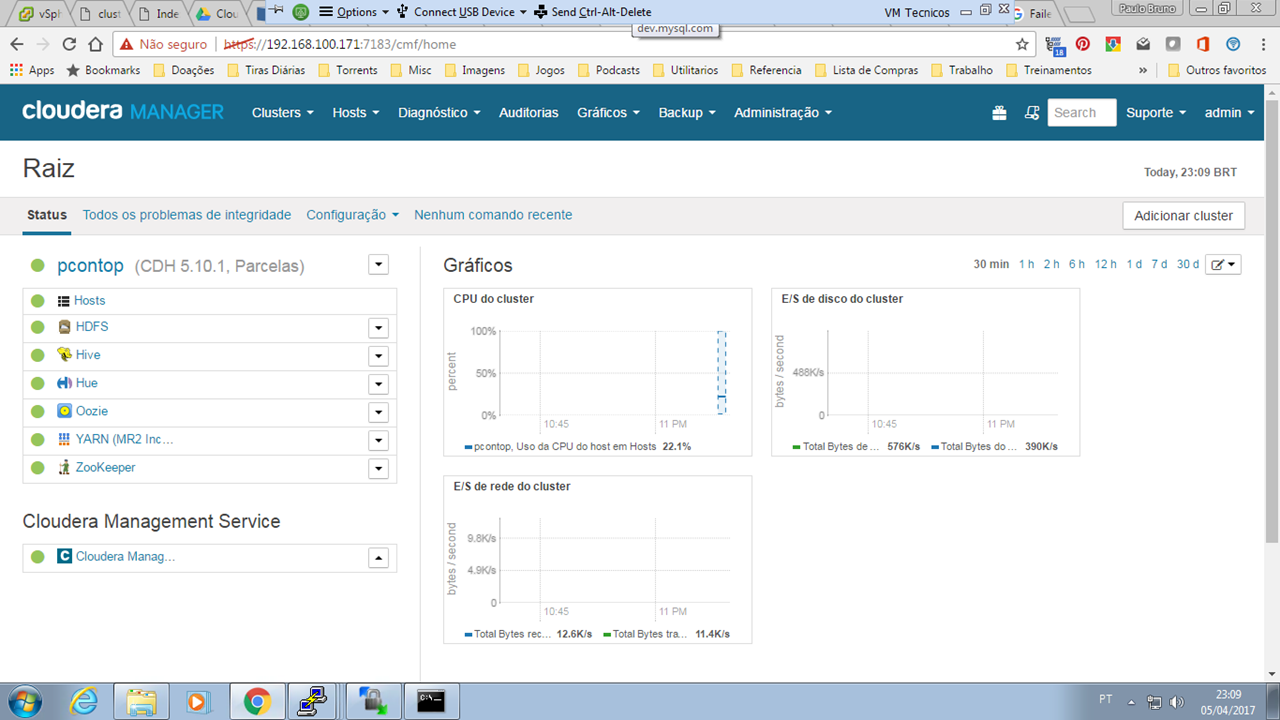 vSph
clust
Inde
Clou
Options
Connect USB Device
Send Ctrl-Alt-Delete
VM Tecnicos
Faile
Paulo Bruno
dev.mysql.com
Não seguro
https://192.168.100.171:7183/cmf/home
18
Apps
Bookmarks
Doações
Tiras Diárias
Torrents
Misc
Imagens
Jogos
Podcasts
Utilitarios
Referencia
Lista de Compras
Trabalho
Treinamentos
»
Outros favoritos
cloudera MANAGER
Clusters
Hosts
Diagnóstico
Auditorias
Gráficos
Backup
Administração
Search
Suporte
admin
Raiz
Today, 23:09 BRT
Status
Todos os problemas de integridade
Configuração
Nenhum comando recente
Adicionar cluster
pcontop (CDH 5.10.1, Parcelas)
Hosts
HDFS
Hive
Hue
Oozie
YARN (MR2 Inc...
ZooKeeper
Cloudera Management Service
C Cloudera Manag...
Gráficos
30 min 1 h 2 h 6 h 12 h 1 d 7 d 30 d
CPU do cluster
percent
100%
50%
0%
10:45
11 PM
pcontop, Uso da CPU do host em Hosts 22.1%
E/S de disco do cluster
bytes / second
488K/s
0
10:45
11 PM
Total Bytes de ... 576K/s
Total Bytes do ... 390K/s
E/S de rede do cluster
bytes / second
9.8K/s
4.9K/s
0
10:45
11 PM
Total Bytes rec... 12.6K/s
Total Bytes tra... 11.4K/s
PT
23:09
05/04/2017